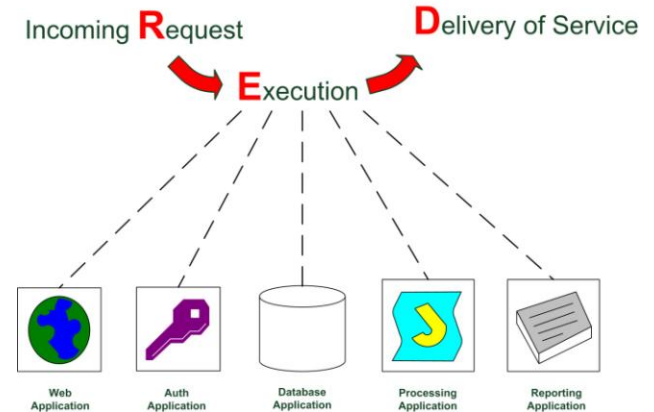 Incoming Request
Delivery of Service
Execution
Web
Application
Auth
Application
Database
Application
Processing
Application
Reporting
Application